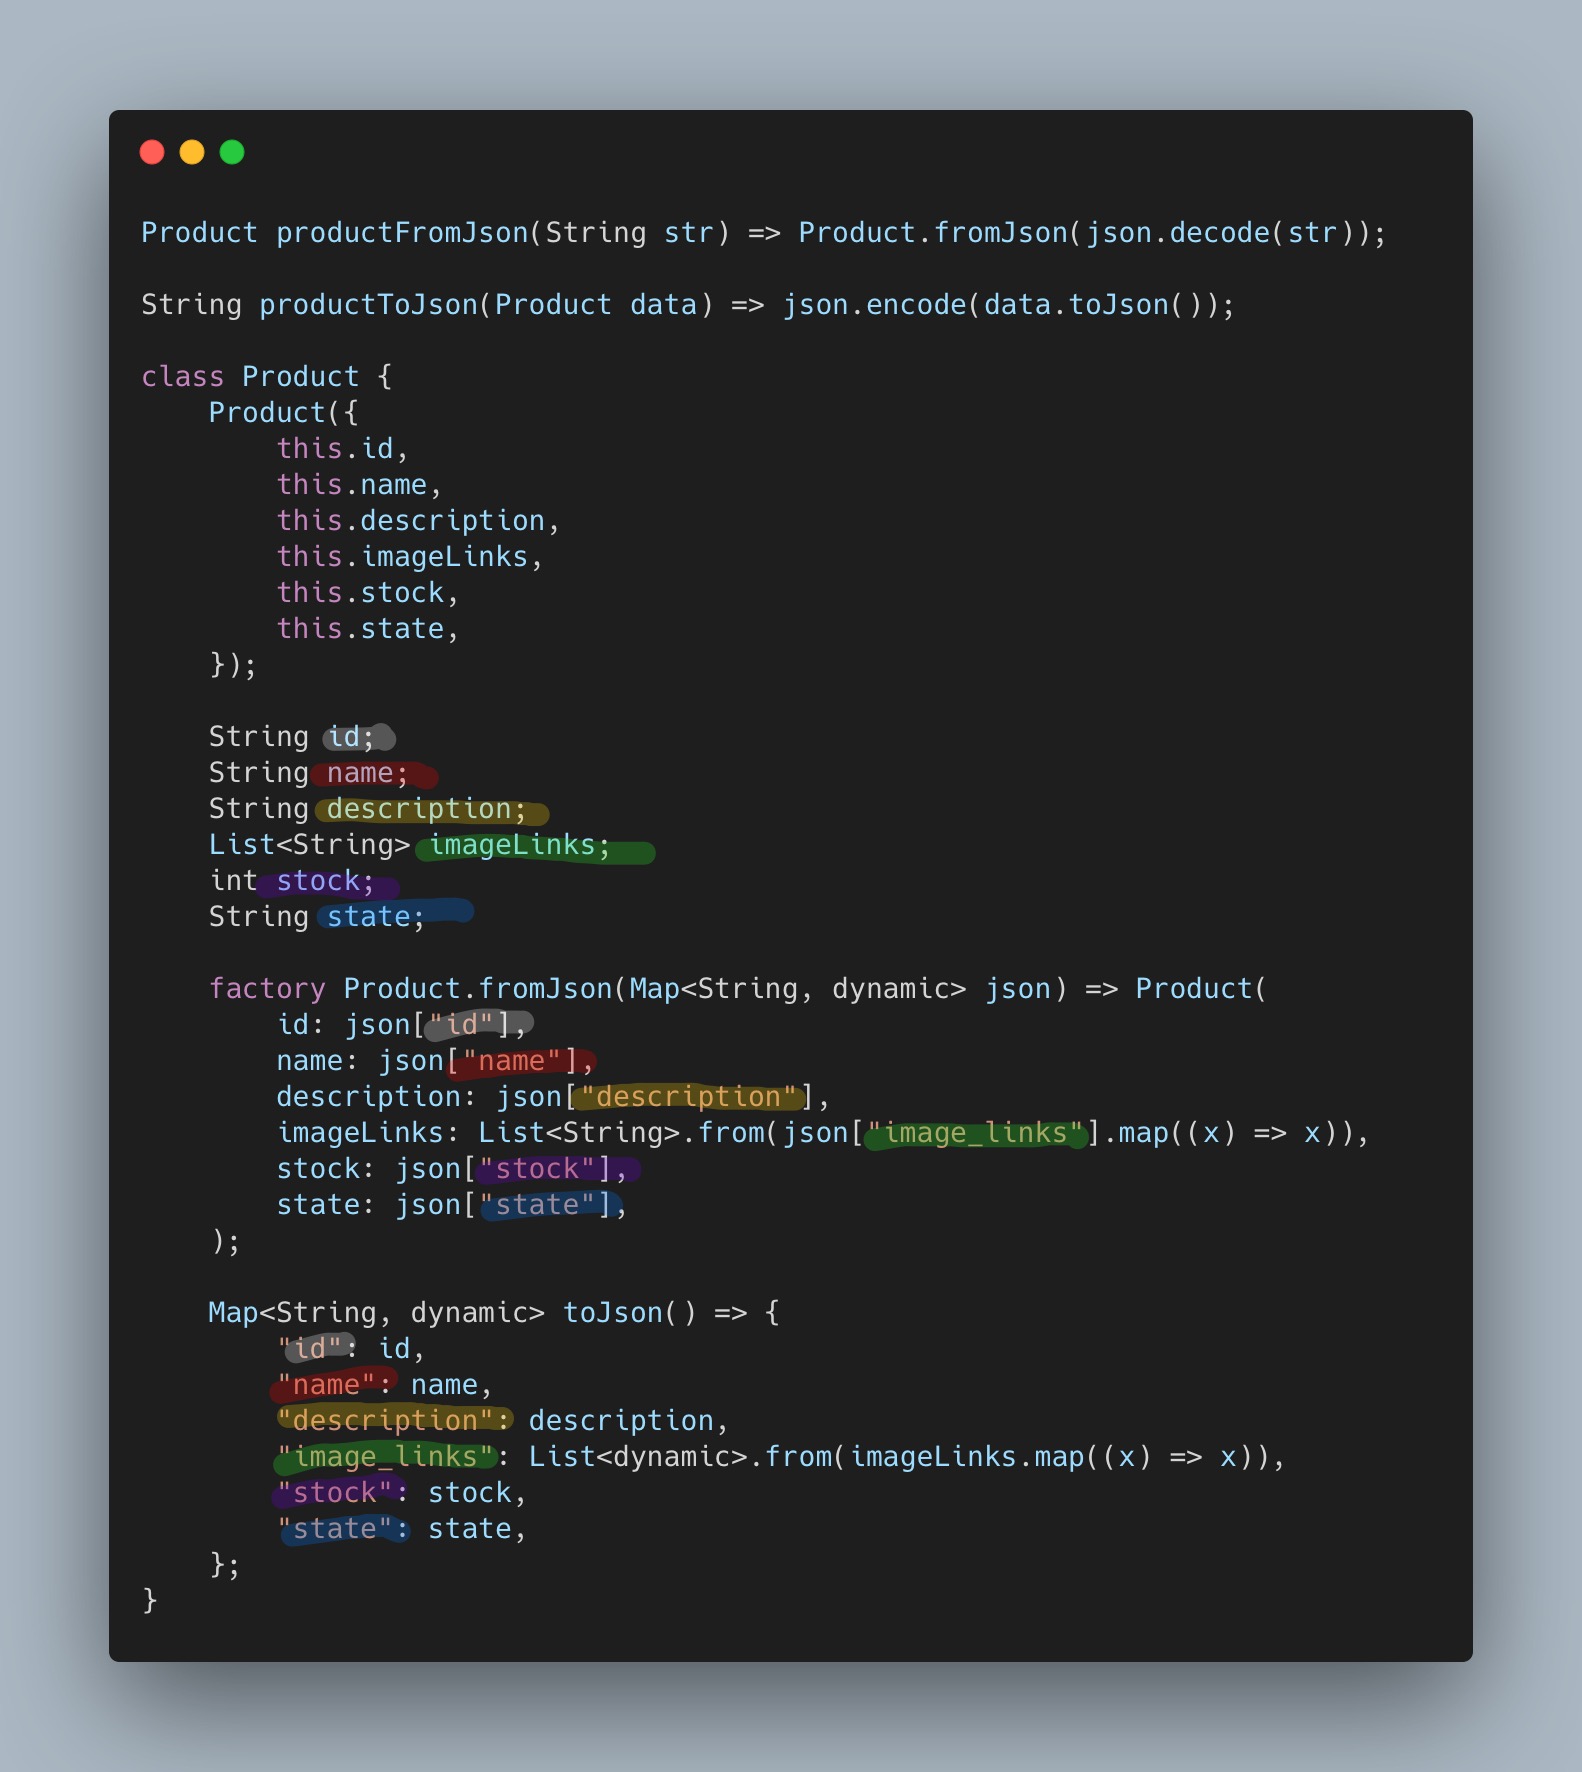 Product productFromJson(String str) => Product.fromJson(json.decode(str));
String productToJson(Product data) => json.encode(data.toJson());
class Product {
    Product({
        this.id,
        this.name,
        this.description,
        this.imageLinks,
        this.stock,
        this.state,
    });
    String id;
    String name;
    String description;
    List<String> imageLinks;
    int stock;
    String state;
    factory Product.fromJson(Map<String, dynamic> json) => Product(
        id: json["id"],
        name: json["name"],
        description: json["description"],
        imageLinks: List<String>.from(json["image_links"].map((x) => x)),
        stock: json["stock"],
        state: json["state"],
    );
    Map<String, dynamic> toJson() => {
        "id": id,
        "name": name,
        "description": description,
        "image_links": List<dynamic>.from(imageLinks.map((x) => x)),
        "stock": stock,
        "state": state,
    };
}